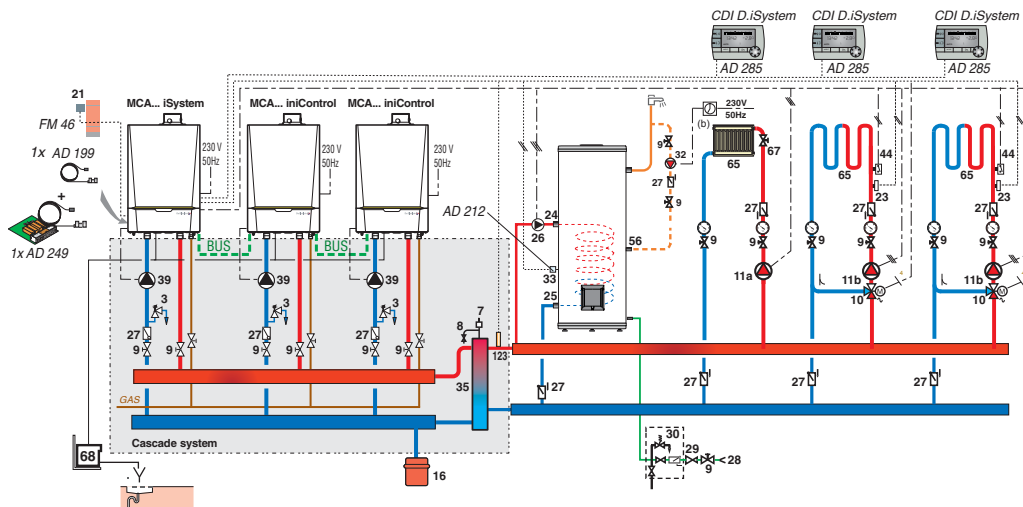 CDI D.iSystem CDI D.iSystem CDI D.iSystem
AD 285 AD 285 AD 285
21
FM 46
1x AD 199
+
1x AD 249
MCA... iSystem MCA... iniControl MCA... iniControl
230 V 50Hz
230 V 50Hz
230 V 50Hz
BUS BUS
39 39 39
3 3 3
27 27 27
9 9 9 9 9 9
7
8
35
123
GAS
Cascade system
68
16
AD 212
24
26
33
25
56
27
9
32
27
9
(b)
230V
50Hz
65
67
27
9 9
11a
65
44
23
27
9 9
11b
10
M
4
65
44
23
27
9 9
11b
10
M
27 27 27
30
29
9
28